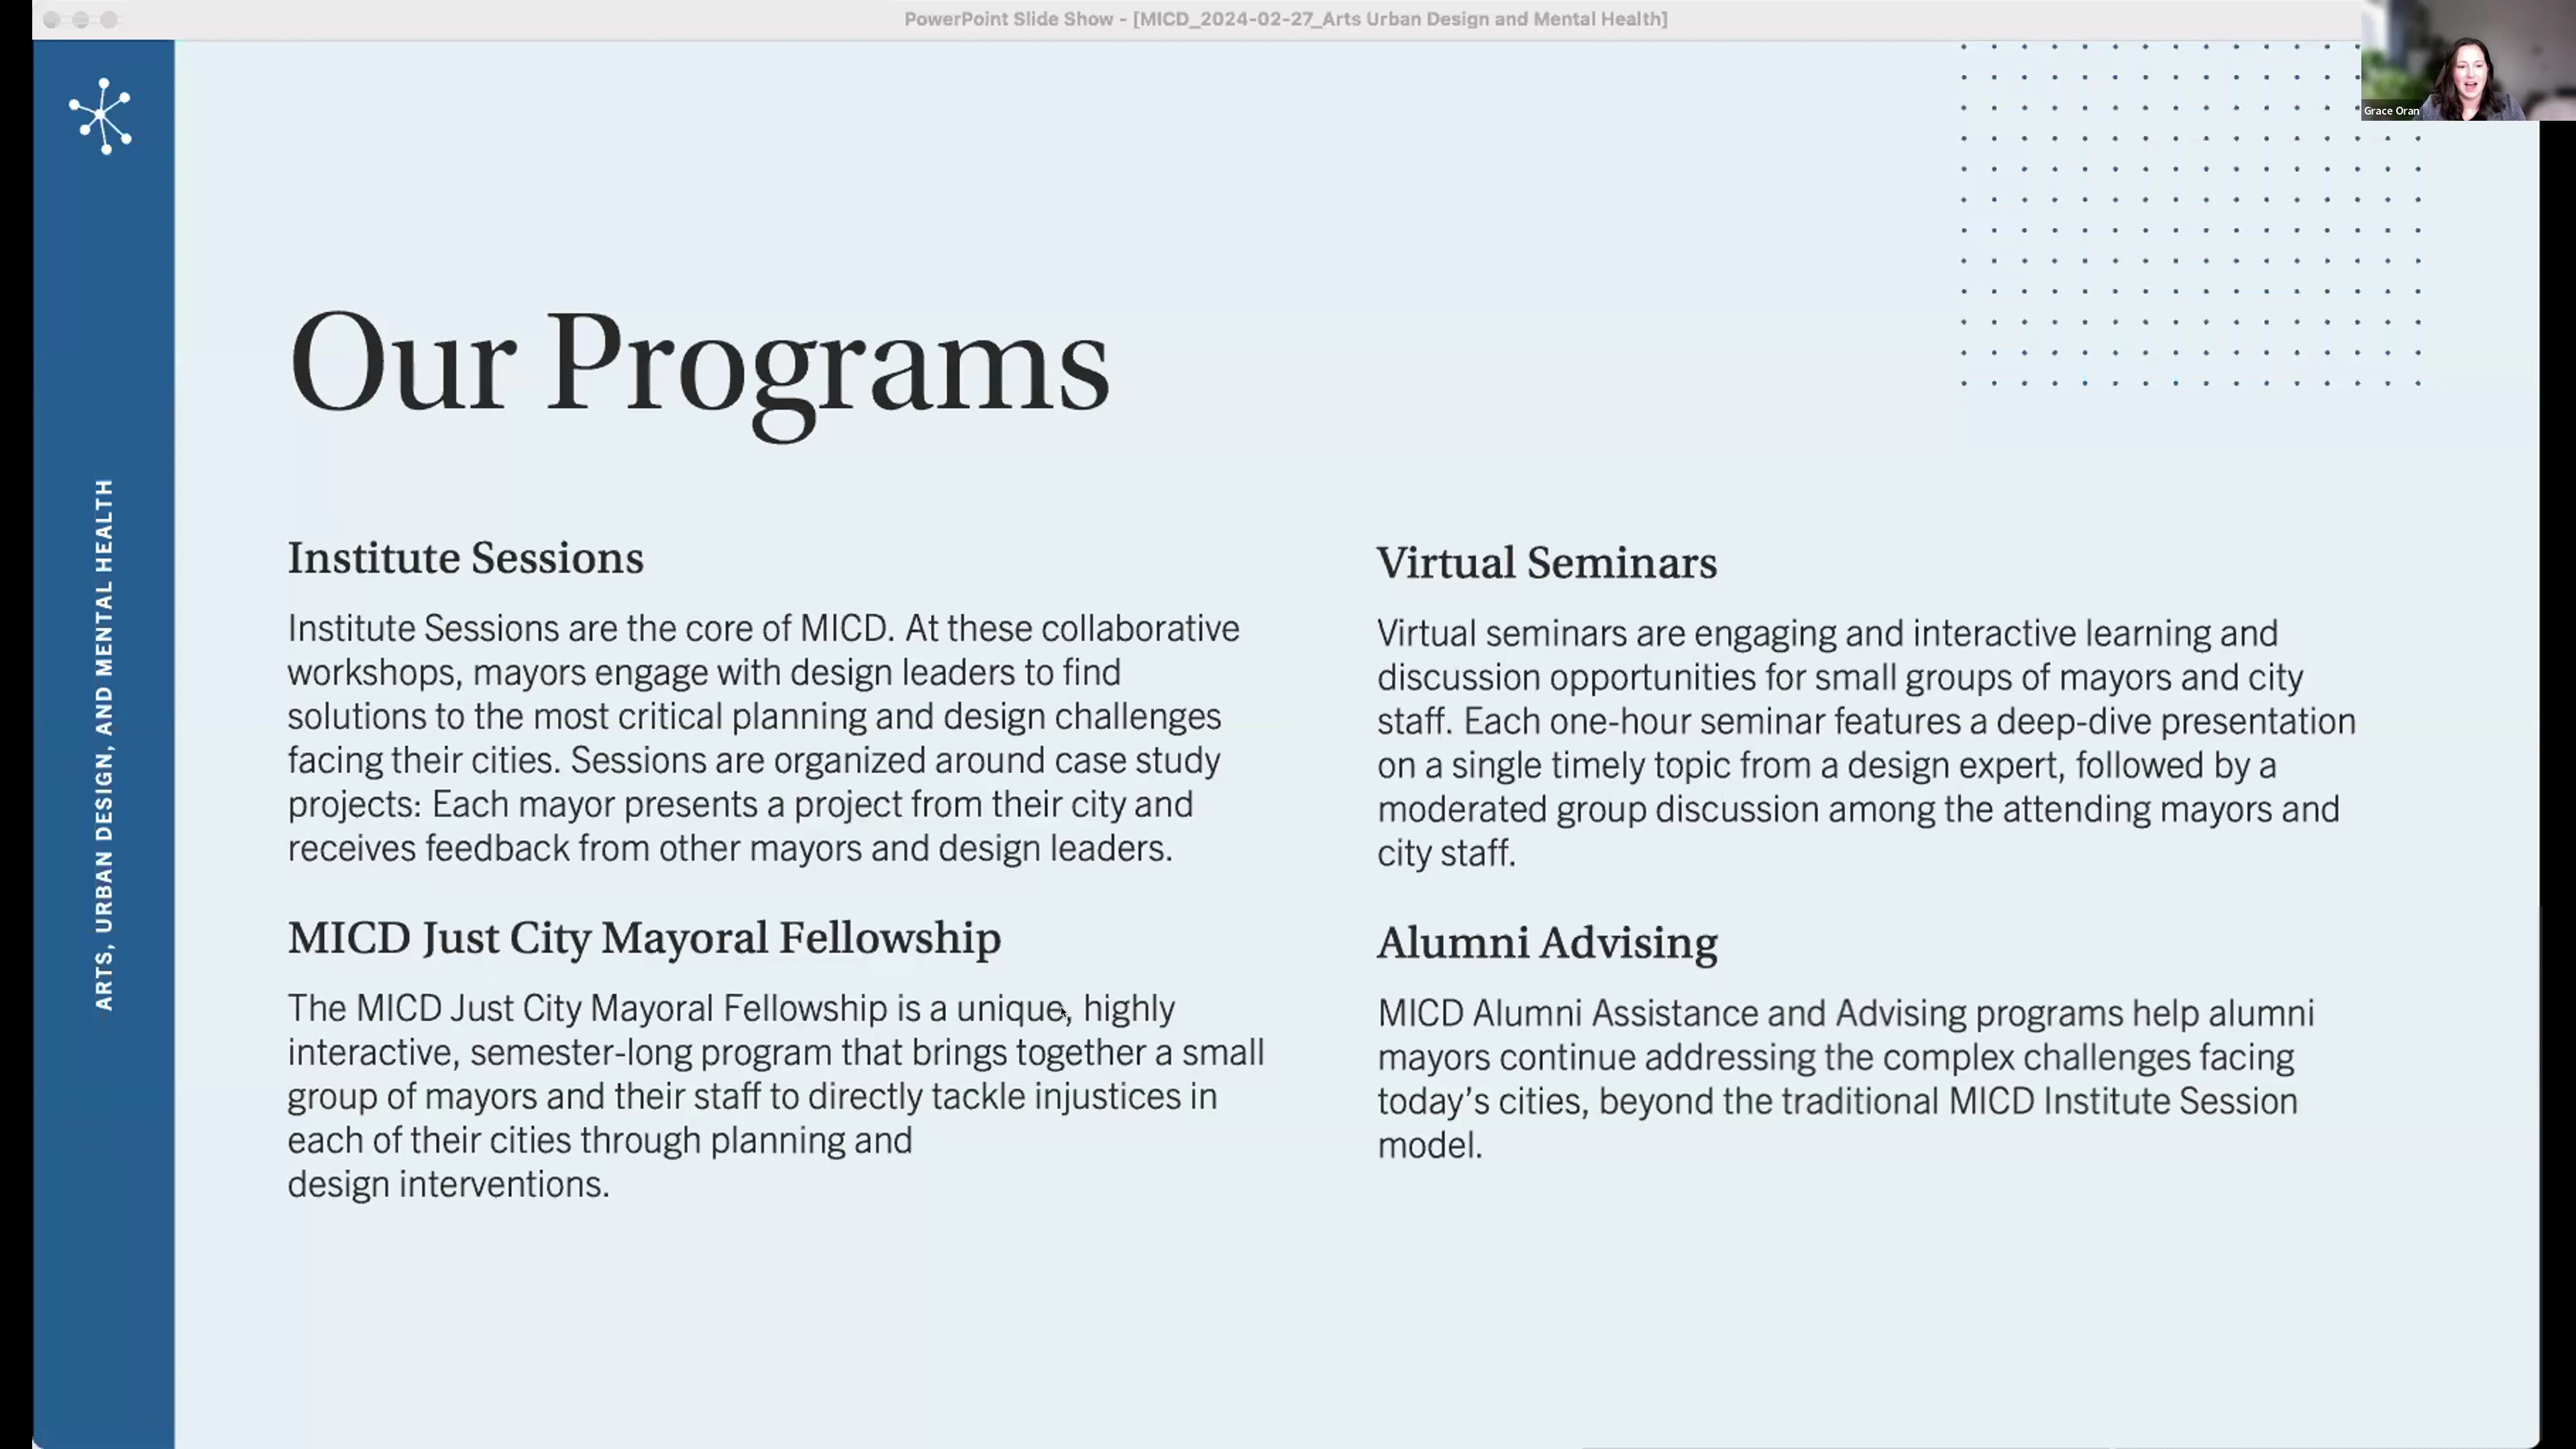 PowerPoint Slide Show - [MICD_2024-02-27_Arts Urban Design and Mental Health]
Grace Oran
ARTS, URBAN DESIGN, AND MENTAL HEALTH
Our Programs
Institute Sessions
Institute Sessions are the core of MICD. At these collaborative
workshops, mayors engage with design leaders to find
solutions to the most critical planning and design challenges
facing their cities. Sessions are organized around case study
projects: Each mayor presents a project from their city and
receives feedback from other mayors and design leaders.
MICD Just City Mayoral Fellowship
The MICD Just City Mayoral Fellowship is a unique, highly
interactive, semester-long program that brings together a small
group of mayors and their staff to directly tackle injustices in
each of their cities through planning and
design interventions.
Virtual Seminars
Virtual seminars are engaging and interactive learning and
discussion opportunities for small groups of mayors and city
staff. Each one-hour seminar features a deep-dive presentation
on a single timely topic from a design expert, followed by a
moderated group discussion among the attending mayors and
city staff.
Alumni Advising
MICD Alumni Assistance and Advising programs help alumni
mayors continue addressing the complex challenges facing
today’s cities, beyond the traditional MICD Institute Session
model.